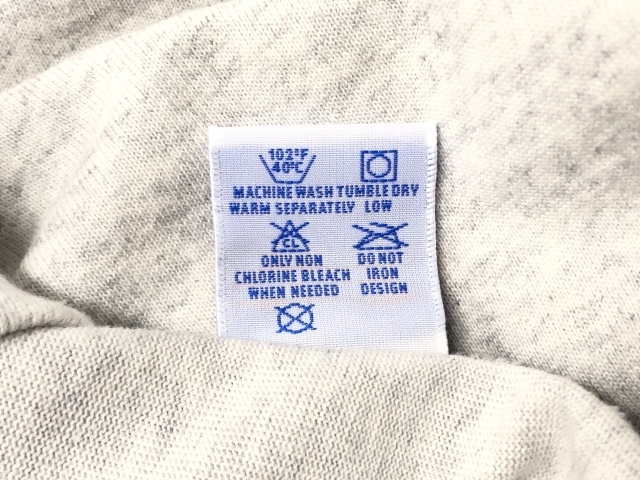 102°F
40°C
MACHINE WASH TUMBLE DRY
WARM SEPARATELY LOW
CL
ONLY NON
CHLORINE BLEACH
WHEN NEEDED
DO NOT
IRON
DESIGN